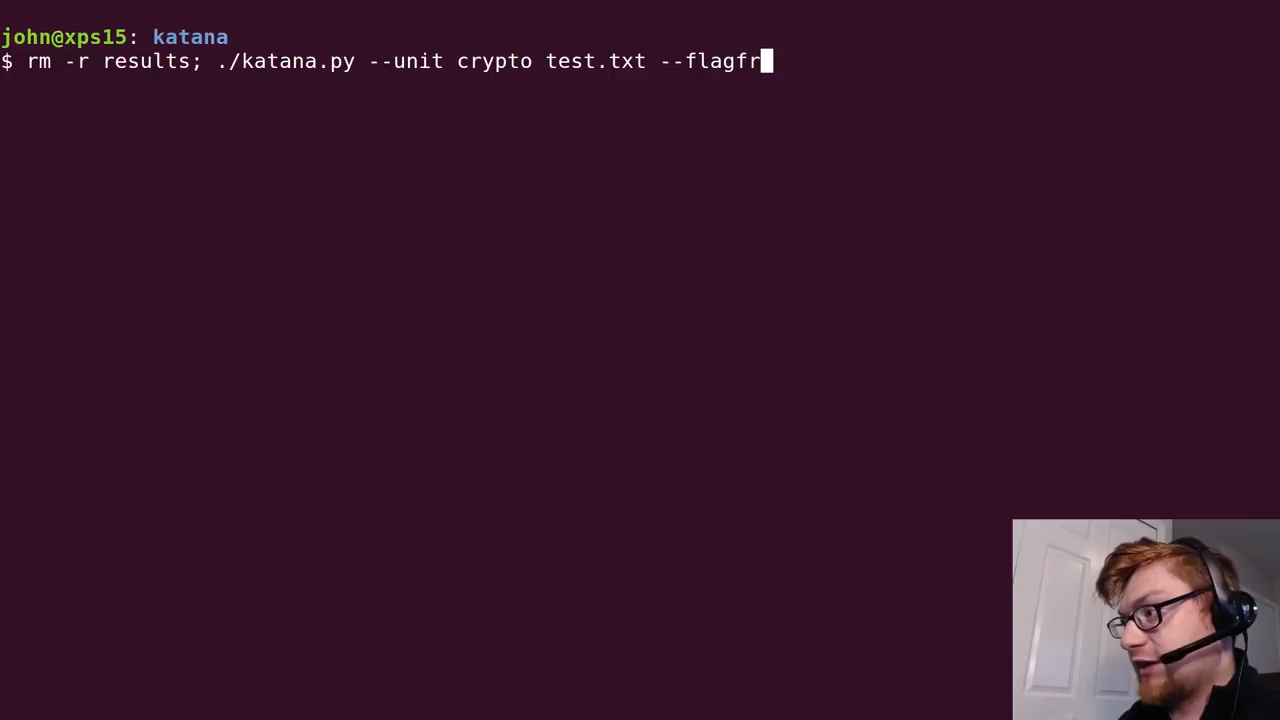 john@xps15: katana
$ rm -r results; ./katana.py --unit crypto test.txt --flagfr